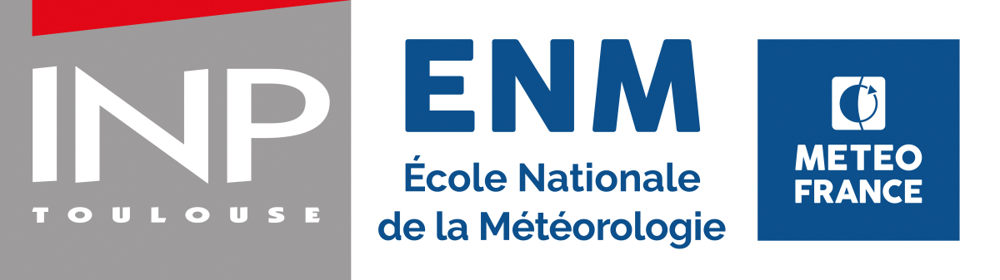 INP
TOULOUSE
ENM
École Nationale
de la Météorologie
METEO
FRANCE